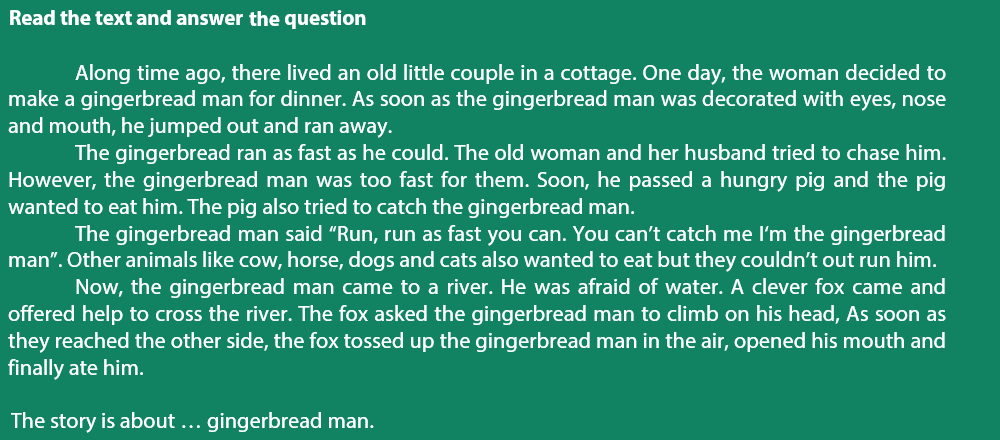 Read the text and answer the question
Along time ago, there lived an old little couple in a cottage. One day, the woman decided to
make a gingerbread man for dinner. As soon as the gingerbread man was decorated with eyes, nose
and mouth, he jumped out and ran away.
The gingerbread ran as fast as he could. The old woman and her husband tried to chase him.
However, the gingerbread man was too fast for them. Soon, he passed a hungry pig and the pig
wanted to eat him. The pig also tried to catch the gingerbread man.
The gingerbread man said “Run, run as fast you can. You can’t catch me I‘m the gingerbread
man”. Other animals like cow, horse, dogs and cats also wanted to eat but they couldn’t out run him.
Now, the gingerbread man came to a river. He was afraid of water. A clever fox came and
offered help to cross the river. The fox asked the gingerbread man to climb on his head, As soon as
they reached the other side, the fox tossed up the gingerbread man in the air, opened his mouth and
finally ate him.
The story is about … gingerbread man.